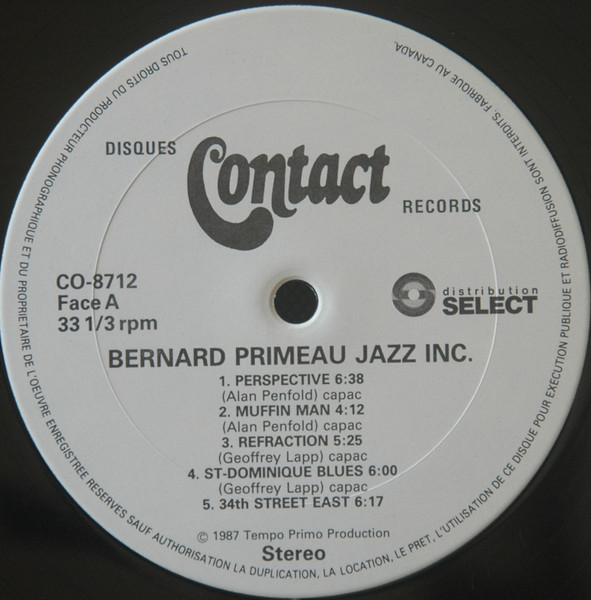 DISQUES
Contact
RECORDS
CO-8712
Face A
33 1/3 rpm
distribution
SELECT
BERNARD PRIMEAU JAZZ INC.
1. PERSPECTIVE 6:38
(Alan Penfold) capac
2. MUFFIN MAN 4:12
(Alan Penfold) capac
3. REFRACTION 5:25
(Geoffrey Lapp) capac
4. ST-DOMINIQUE BLUES 6:00
(Geoffrey Lapp) capac
5. 34th STREET EAST 6:17
© 1987 Tempo Primo Production
Stereo
TOUS DROITS DU PRODUCTEUR PHONOGRAPHIQUE ET DU PROPRIETAIRE DE L'OEUVRE ENREGISTREE RESERVES SAUF AUTHORISATION LA DUPLICATION, LA LOCATION, LE PRET, L'UTILISATION DE CE DISQUE POUR EXECUTION PUBLIQUE ET RADIODIFFUSION SONT INTERDITS. FABRIQUE AU CANADA.